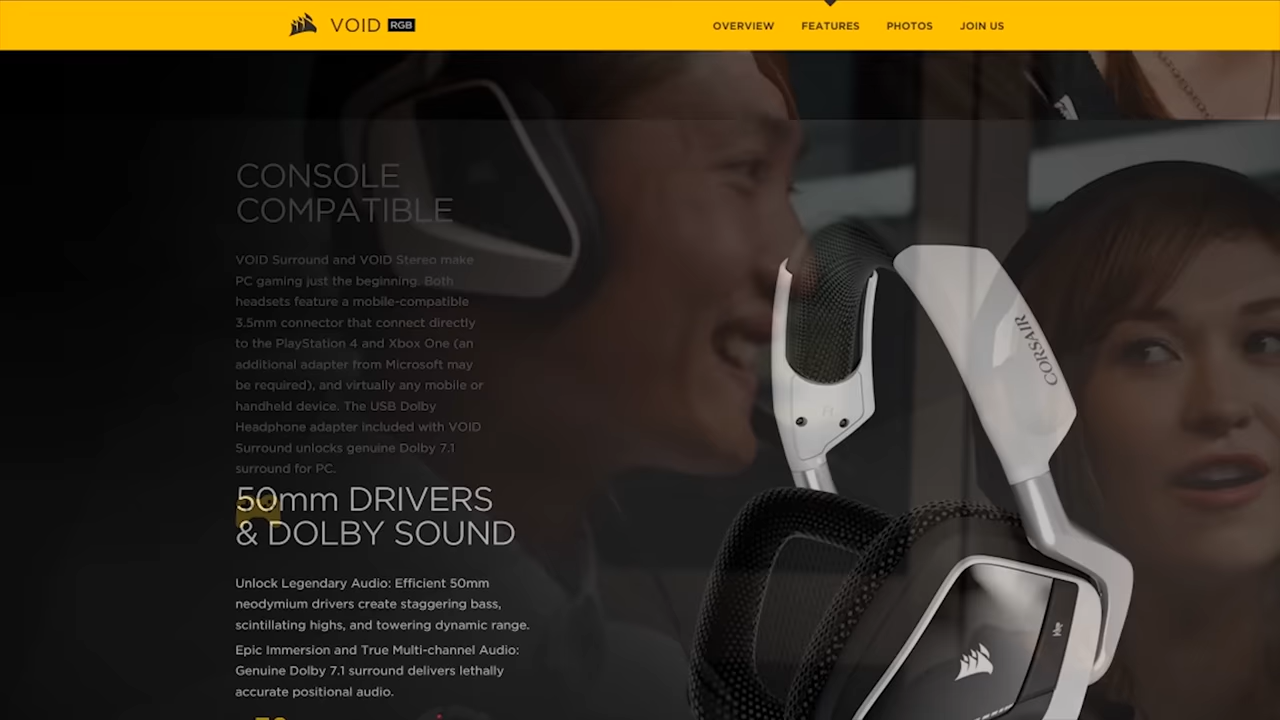 VOID RGB
OVERVIEW
FEATURES
PHOTOS
JOIN US
CONSOLE
COMPATIBLE
VOID Surround and VOID Stereo make
PC gaming just the beginning. Both
headsets feature a mobile-compatible
3.5mm connector that connect directly
to the PlayStation 4 and Xbox One (an
additional adapter from Microsoft may
be required), and virtually any mobile or
handheld device. The USB Dolby
Headphone adapter included with VOID
Surround unlocks genuine Dolby 7.1
surround for PC.
50mm DRIVERS
& DOLBY SOUND
Unlock Legendary Audio: Efficient 50mm
neodymium drivers create staggering bass,
scintillating highs, and towering dynamic range.
Epic Immersion and True Multi-channel Audio:
Genuine Dolby 7.1 surround delivers lethally
accurate positional audio.
CORSAIR